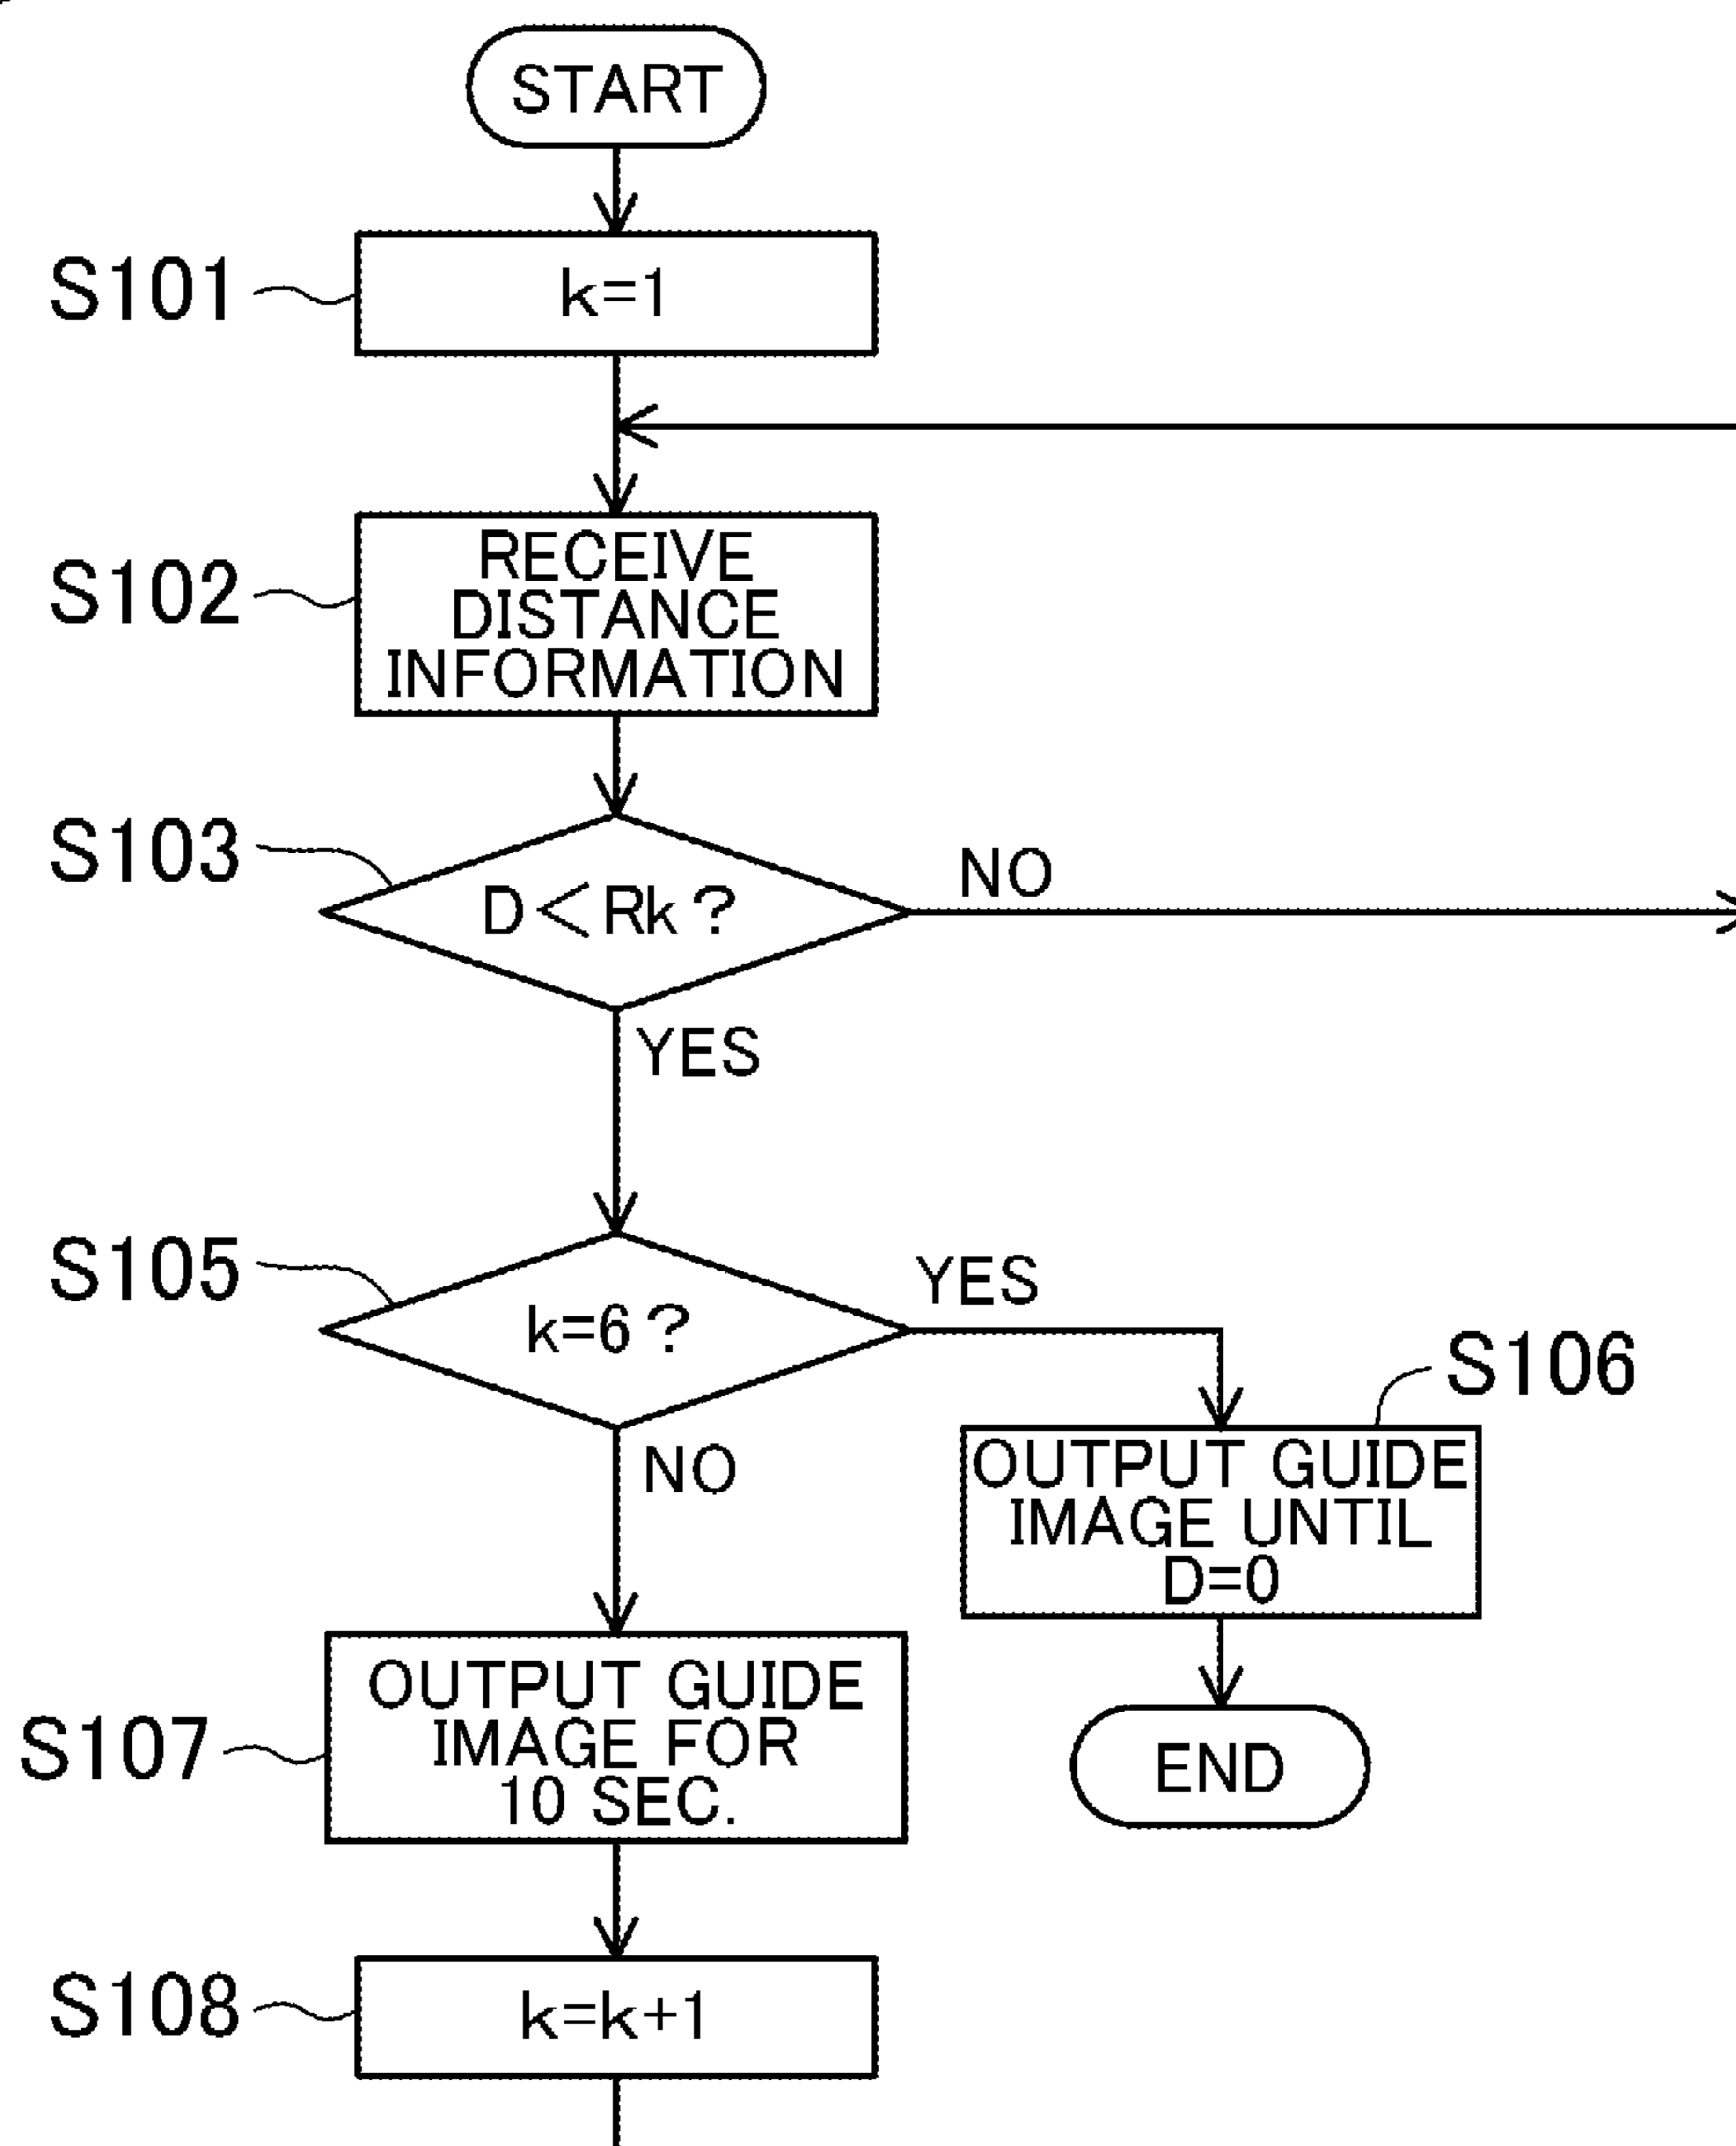 START
S101
k=1
S102
RECEIVE
DISTANCE
INFORMATION
S103
D<Rk?
NO
YES
S105
k=6?
YES
NO
S106
OUTPUT GUIDE
IMAGE UNTIL
D=0
S107
OUTPUT GUIDE
IMAGE FOR
10 SEC.
END
S108
k=k+1